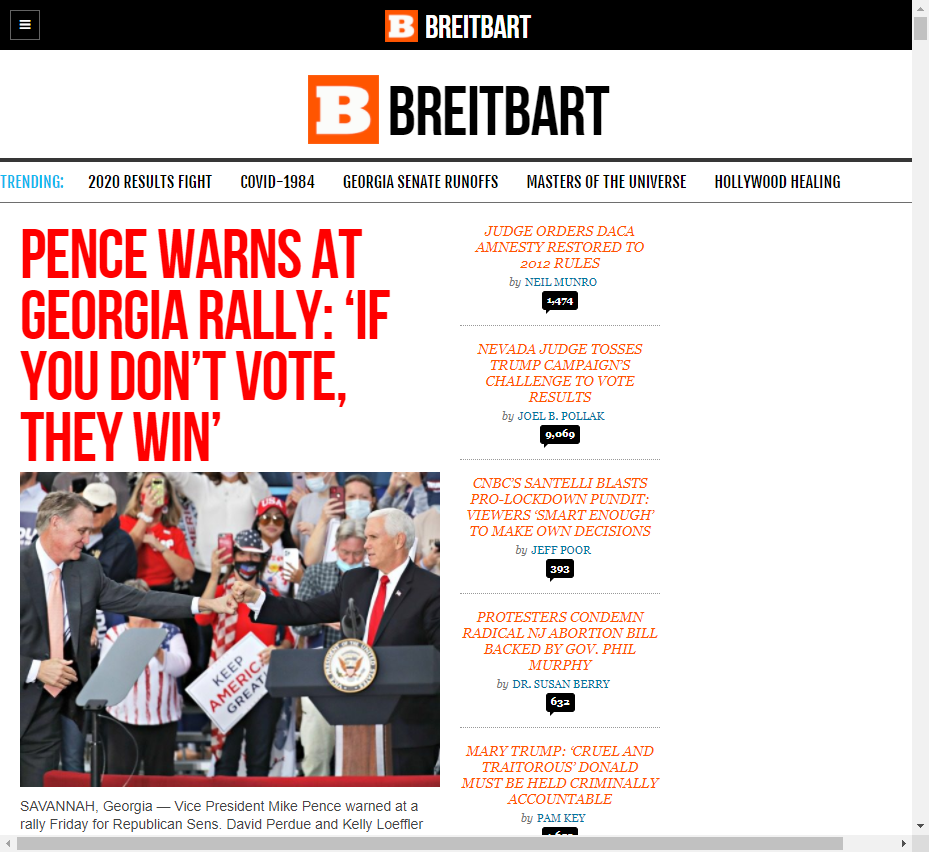 BREITBART
BREITBART
TRENDING: 2020 RESULTS FIGHT COVID-1984 GEORGIA SENATE RUNOFFS MASTERS OF THE UNIVERSE HOLLYWOOD HEALING
PENCE WARNS AT
GEORGIA RALLY: ‘IF
YOU DON’T VOTE,
THEY WIN’
USA
KEEP
AMERICA
GREAT
SAVANNAH, Georgia — Vice President Mike Pence warned at a
rally Friday for Republican Sens. David Perdue and Kelly Loeffler
JUDGE ORDERS DACA
AMNESTY RESTORED TO
2012 RULES
by NEIL MUNRO
1,474
NEVADA JUDGE TOSSES
TRUMP CAMPAIGN’S
CHALLENGE TO VOTE
RESULTS
by JOEL B. POLLAK
9,069
CNBC’S SANTELLI BLASTS
PRO-LOCKDOWN PUNDIT:
VIEWERS ‘SMART ENOUGH’
TO MAKE OWN DECISIONS
by JEFF POOR
393
PROTESTERS CONDEMN
RADICAL NJ ABORTION BILL
BACKED BY GOV. PHIL
MURPHY
by DR. SUSAN BERRY
632
MARY TRUMP: ‘CRUEL AND
TRAITOROUS’ DONALD
MUST BE HELD CRIMINALLY
ACCOUNTABLE
by PAM KEY